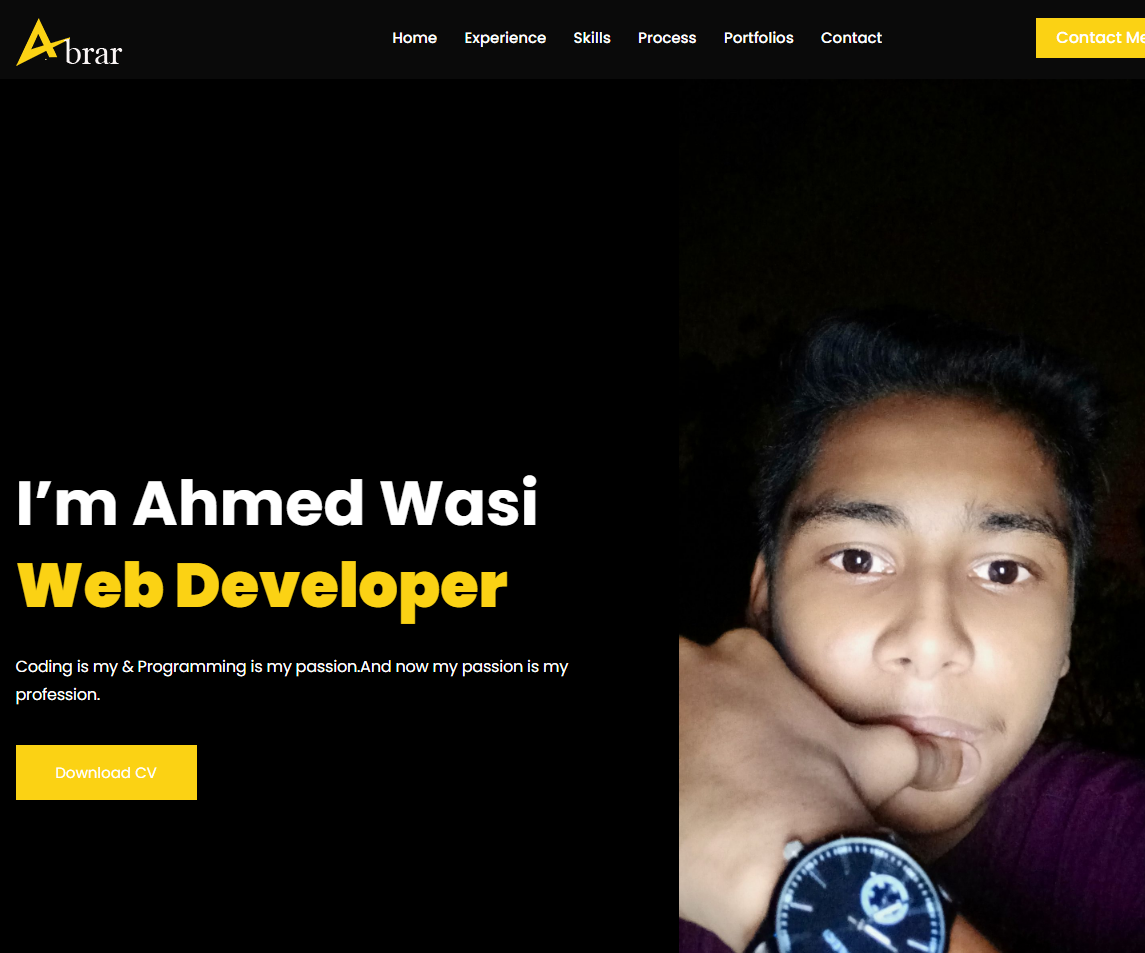 Abrar
Home Experience Skills Process Portfolios Contact
Contact Me
I’m Ahmed Wasi
Web Developer
Coding is my & Programming is my passion.And now my passion is my
profession.
Download CV